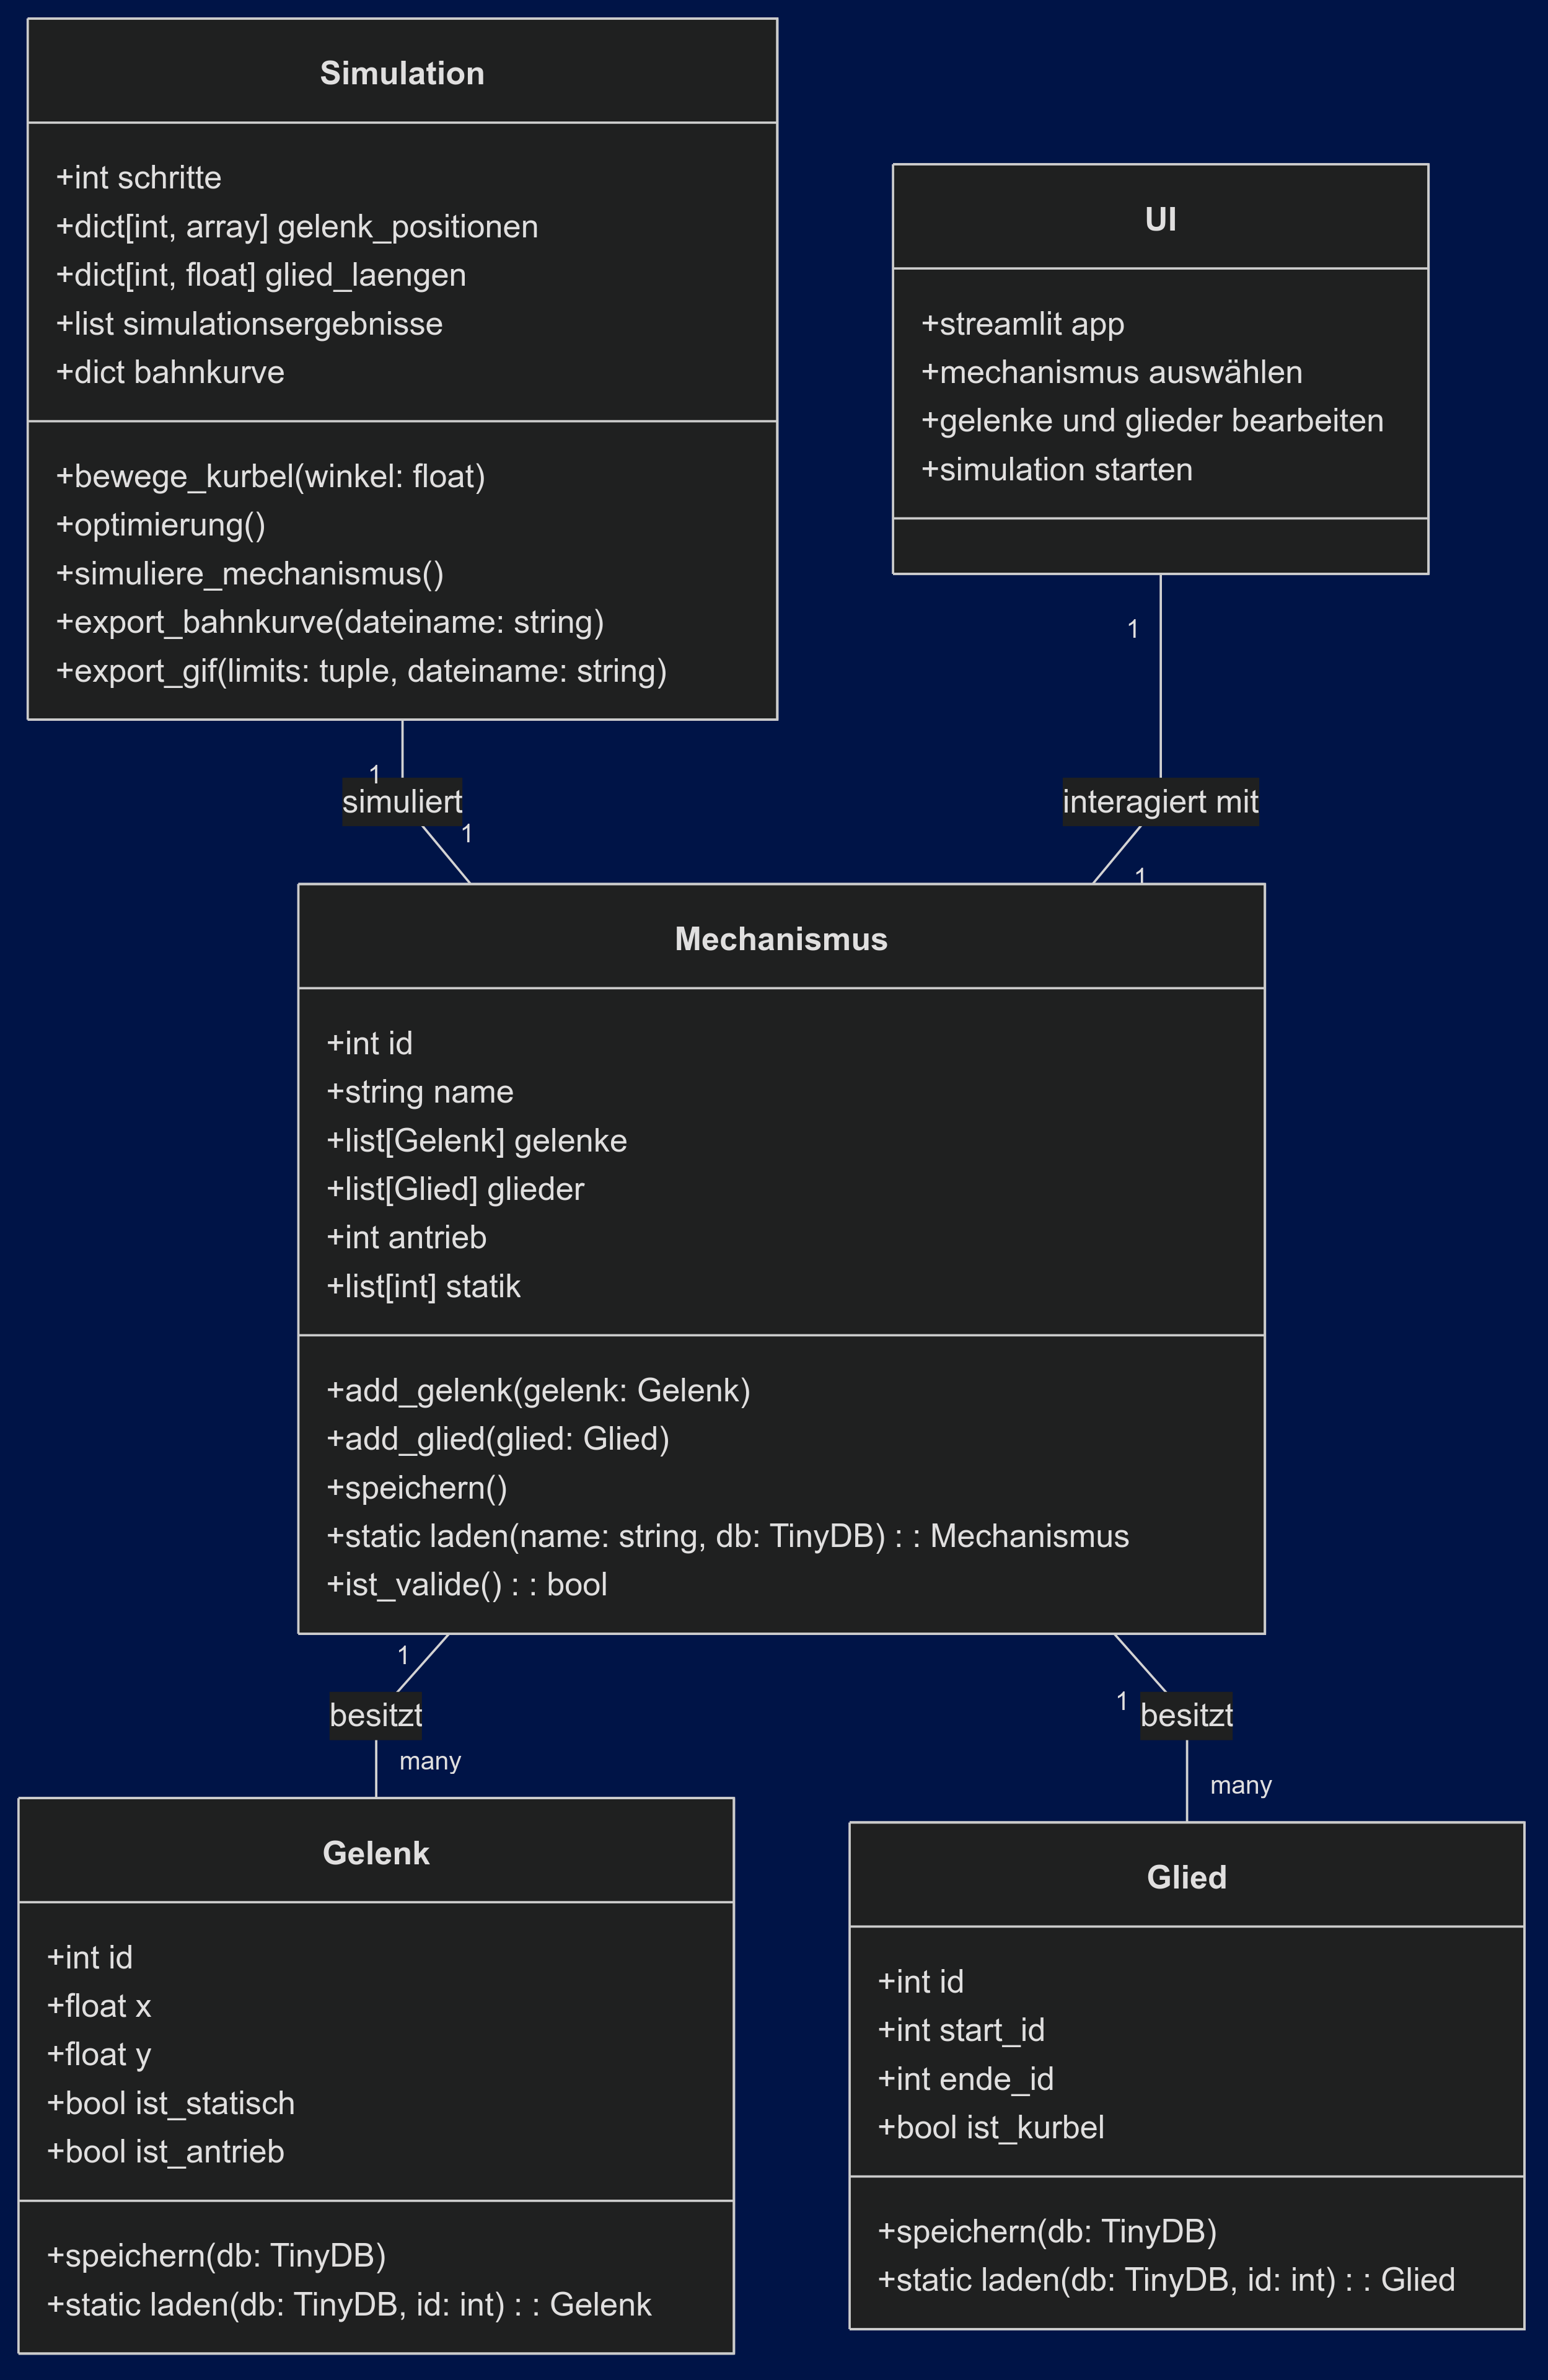 Simulation
+int schritte
+dict[int, array] gelenk_positionen
+dict[int, float] glied_laengen
+list simulationsergebnisse
+dict bahnkurve
+bewege_kurbel(winkel: float)
+optimierung()
+simuliere_mechanismus()
+export_bahnkurve(dateiname: string)
+export_gif(limits: tuple, dateiname: string)
UI
+streamlit app
+mechanismus auswählen
+gelenke und glieder bearbeiten
+simulation starten
1
simuliert
1
1
interagiert mit
1
Mechanismus
+int id
+string name
+list[Gelenk] gelenke
+list[Glied] glieder
+int antrieb
+list[int] statik
+add_gelenk(gelenk: Gelenk)
+add_glied(glied: Glied)
+speichern()
+static laden(name: string, db: TinyDB) : : Mechanismus
+ist_valide() : : bool
1
besitzt
many
1
besitzt
many
Gelenk
+int id
+float x
+float y
+bool ist_statisch
+bool ist_antrieb
+speichern(db: TinyDB)
+static laden(db: TinyDB, id: int) : : Gelenk
Glied
+int id
+int start_id
+int ende_id
+bool ist_kurbel
+speichern(db: TinyDB)
+static laden(db: TinyDB, id: int) : : Glied